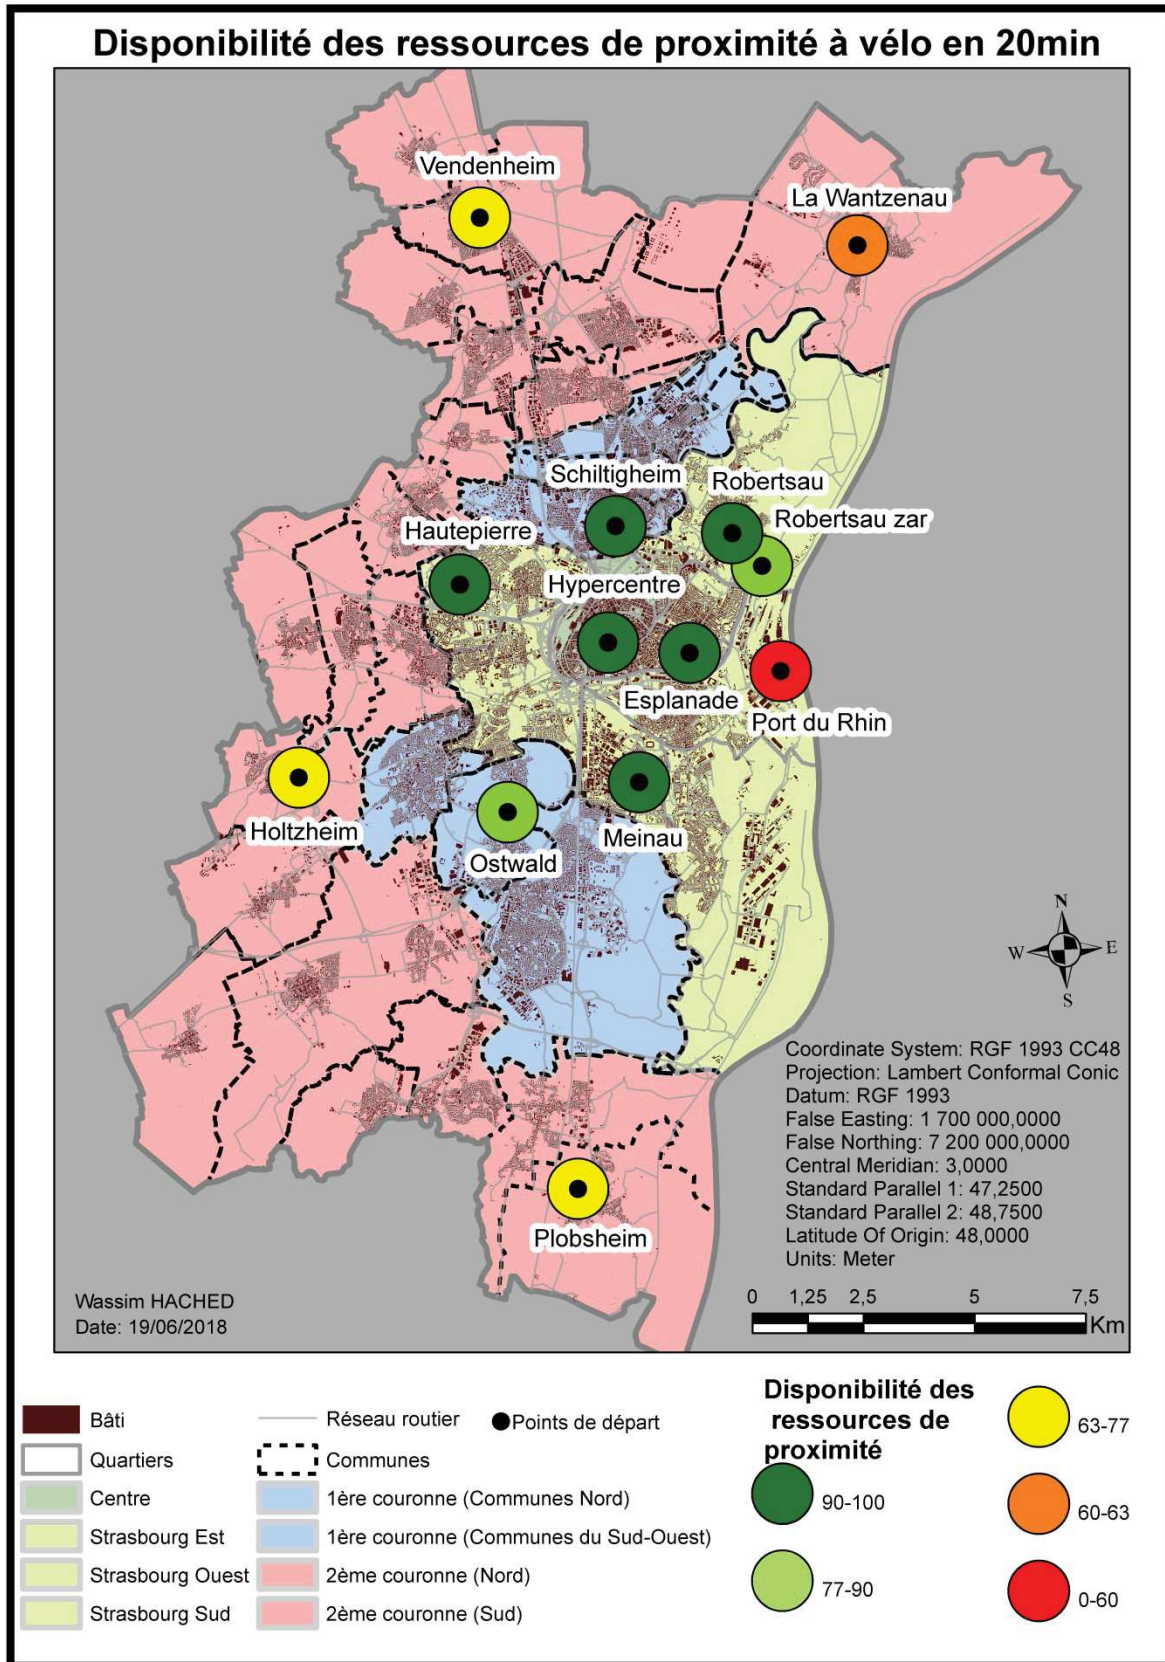 Disponibilité des ressources de proximité à vélo en 20min
Vendenheim
La Wantzenau
Schiltigheim
Robertsau
Robertsau zar
Hautepierre
Hypercentre
Esplanade
Port du Rhin
Holtzheim
Ostwald
Meinau
Plobsheim
N
W
E
S
Coordinate System: RGF 1993 CC48
Projection: Lambert Conformal Conic
Datum: RGF 1993
False Easting: 1 700 000,0000
False Northing: 7 200 000,0000
Central Meridian: 3,0000
Standard Parallel 1: 47,2500
Standard Parallel 2: 48,7500
Latitude Of Origin: 48,0000
Units: Meter
0 1,25 2,5 5 7,5
Km
Wassim HACHED
Date: 19/06/2018
Bâti
Quartiers
Centre
Strasbourg Est
Strasbourg Ouest
Strasbourg Sud
Réseau routier
Points de départ
Communes
1ère couronne (Communes Nord)
1ère couronne (Communes du Sud-Ouest)
2ème couronne (Nord)
2ème couronne (Sud)
Disponibilité des
ressources de
proximité
90-100
77-90
63-77
60-63
0-60